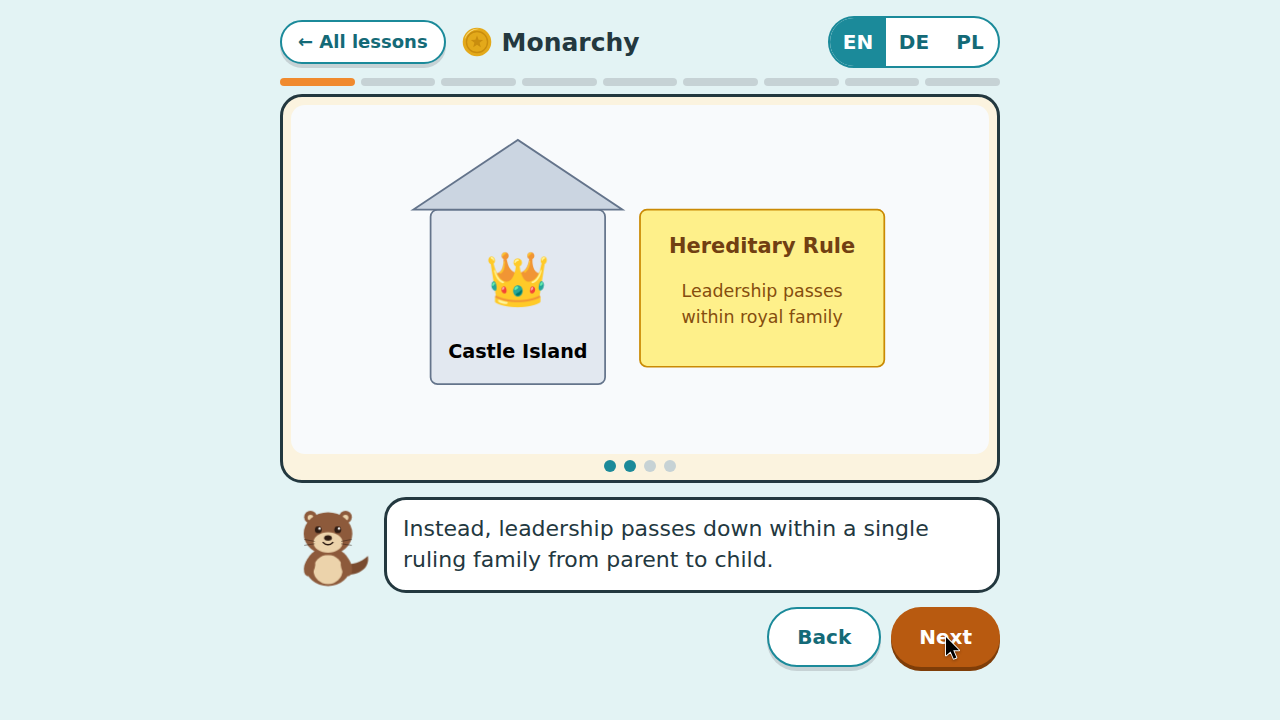 ← All lessons
Monarchy
EN DE PL
Castle Island
Hereditary Rule
Leadership passes
within royal family
Instead, leadership passes down within a single
ruling family from parent to child.
Back
Next